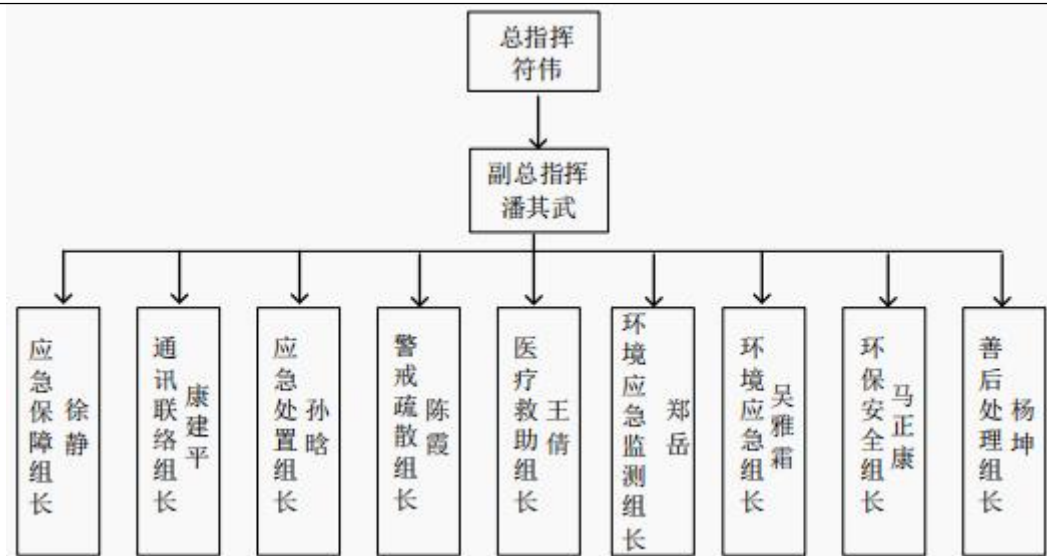 总指挥
符伟
副总指挥
潘其武
应急保障组长
徐静
通讯联络组长
康建平
应急处置组长
孙晗
警戒疏散组长
陈霞
医疗救助组长
王倩
环境应急监测组长
郑岳
环境应急组长
吴雅霜
环保安全组长
马正康
善后处理组长
杨坤